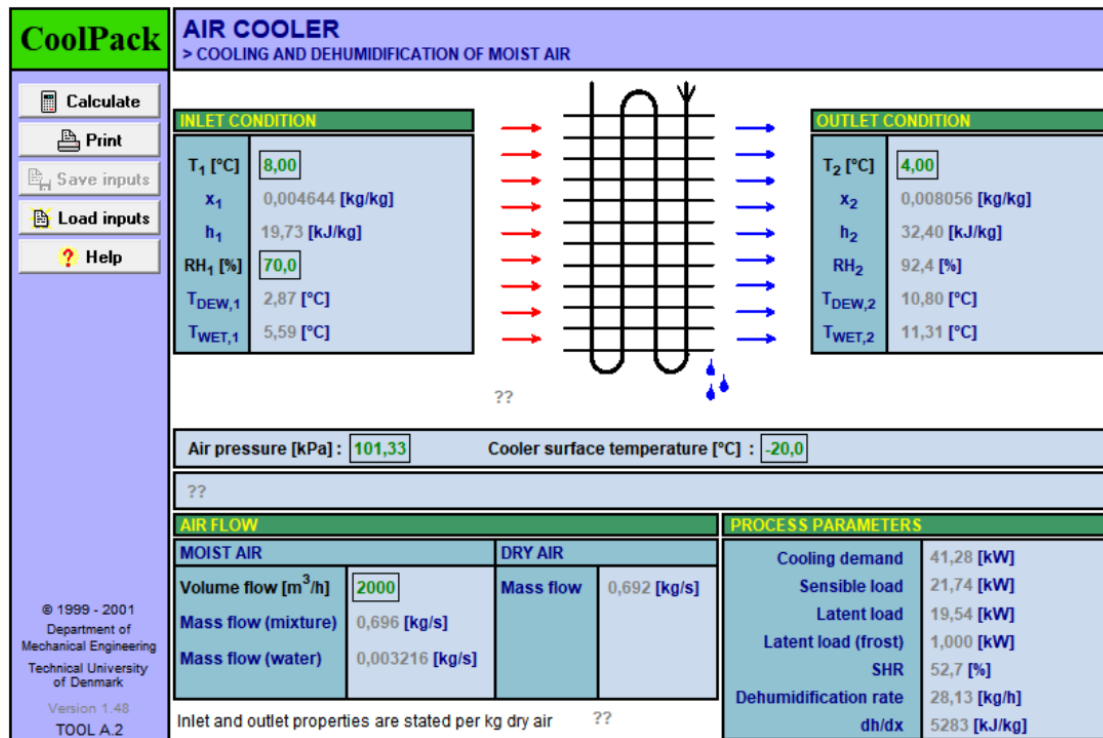 CoolPack
Calculate
Print
Save inputs
Load inputs
? Help
© 1999 - 2001
Department of
Mechanical Engineering
Technical University
of Denmark
Version 1.48
TOOL A.2
AIR COOLER
> COOLING AND DEHUMIDIFICATION OF MOIST AIR
INLET CONDITION
T1 [°C] 8,00
x1 0,004644 [kg/kg]
h1 19,73 [kJ/kg]
RH1 [%] 70,0
TDEW,1 2,87 [°C]
TWET,1 5,59 [°C]
??
OUTLET CONDITION
T2 [°C] 4,00
x2 0,008056 [kg/kg]
h2 32,40 [kJ/kg]
RH2 92,4 [%]
TDEW,2 10,80 [°C]
TWET,2 11,31 [°C]
Air pressure [kPa] : 101,33 Cooler surface temperature [°C] : -20,0
??
AIR FLOW
MOIST AIR
Volume flow [m³/h] 2000
Mass flow (mixture) 0,696 [kg/s]
Mass flow (water) 0,003216 [kg/s]
DRY AIR
Mass flow 0,692 [kg/s]
Inlet and outlet properties are stated per kg dry air ??
PROCESS PARAMETERS
Cooling demand 41,28 [kW]
Sensible load 21,74 [kW]
Latent load 19,54 [kW]
Latent load (frost) 1,000 [kW]
SHR 52,7 [%]
Dehumidification rate 28,13 [kg/h]
dh/dx 5283 [kJ/kg]